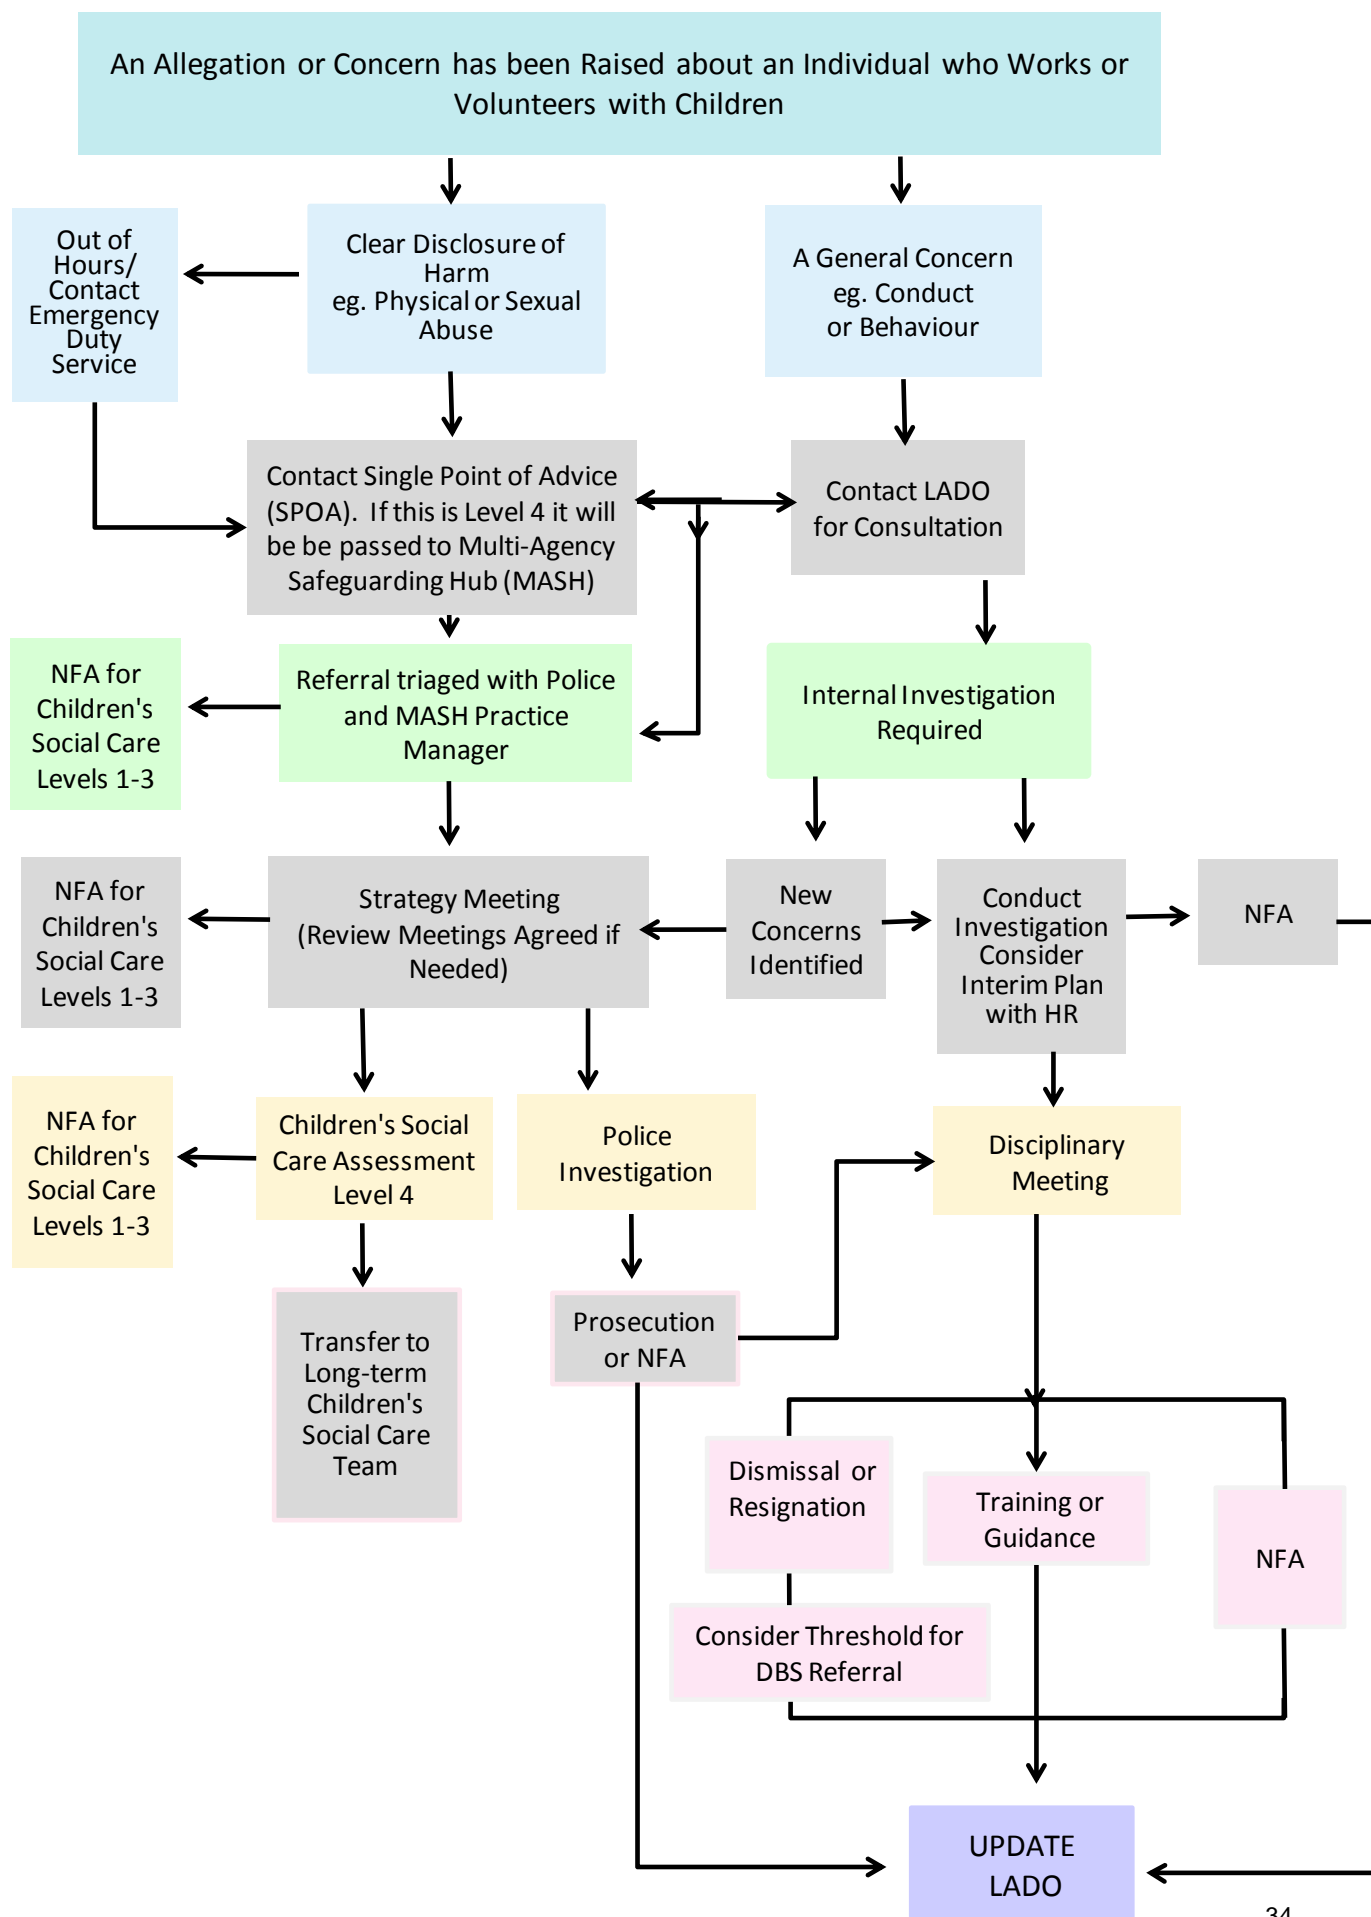 An Allegation or Concern has been Raised about an Individual who Works or
Volunteers with Children
Out of
Hours/
Contact
Emergency
Duty
Service
Clear Disclosure of
Harm
eg. Physical or Sexual
Abuse
A General Concern
eg. Conduct
or Behaviour
Contact Single Point of Advice
(SPOA). If this is Level 4 it will
be be passed to Multi-Agency
Safeguarding Hub (MASH)
Contact LADO
for Consultation
NFA for
Children's
Social Care
Levels 1-3
Referral triaged with Police
and MASH Practice
Manager
Internal Investigation
Required
NFA for
Children's
Social Care
Levels 1-3
Strategy Meeting
(Review Meetings Agreed if
Needed)
New
Concerns
Identified
Conduct
Investigation
Consider
Interim Plan
with HR
NFA
NFA for
Children's
Social Care
Levels 1-3
Children's Social
Care Assessment
Level 4
Police
Investigation
Disciplinary
Meeting
Transfer to
Long-term
Children's
Social Care
Team
Prosecution
or NFA
Dismissal or
Resignation
Training or
Guidance
NFA
Consider Threshold for
DBS Referral
UPDATE
LADO
34